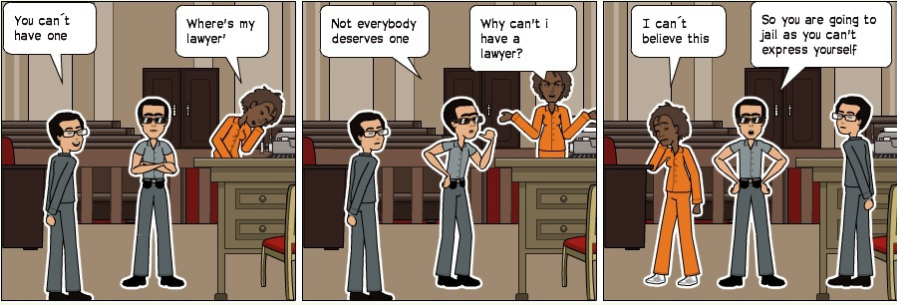 You can´t
have one
Where's my
lawyer'
Not everybody
deserves one
Why can't i
have a
lawyer?
I can´t
believe this
So you are going to
jail as you can't
express yourself